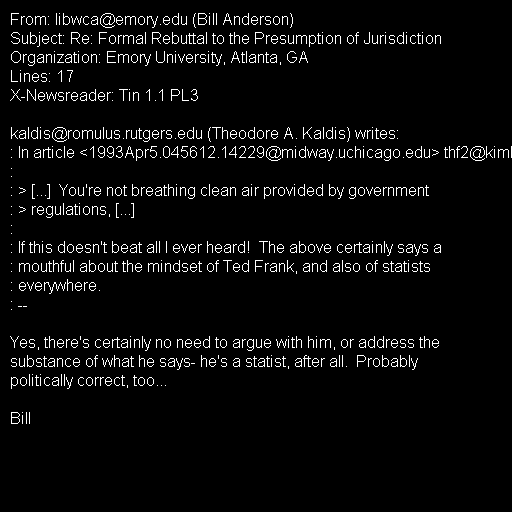 From: libwca@emory.edu (Bill Anderson)
Subject: Re: Formal Rebuttal to the Presumption of Jurisdiction
Organization: Emory University, Atlanta, GA
Lines: 17
X-Newsreader: Tin 1.1 PL3
kaldis@romulus.rutgers.edu (Theodore A. Kaldis) writes:
: In article <1993Apr5.045612.14229@midway.uchicago.edu>
:
: > [...]  You're not breathing clean air provided by government
: > regulations, [...]
:
: If this doesn't beat all I ever heard!  The above certainly says a
: mouthful about the mindset of Ted Frank, and also of statists
: everywhere.
: --
Yes, there's certainly no need to argue with him, or address the
substance of what he says- he's a statist, after all.  Probably
politically correct, too...
Bill